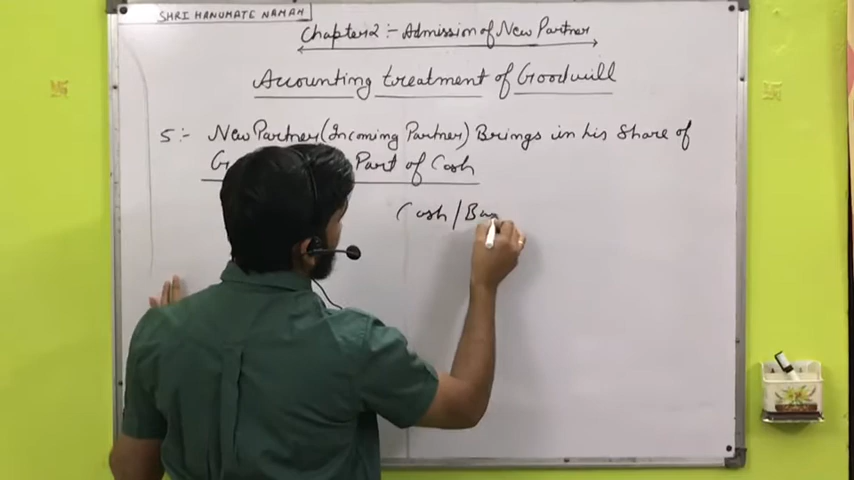 SHRI HANUMATE NAMAH
Chapter 2 :- Admission of New Partner
Accounting treatment of Goodwill
5 :- New Partner (Incoming Partner) Brings in his Share of
Part of Cash
Cash / Ban